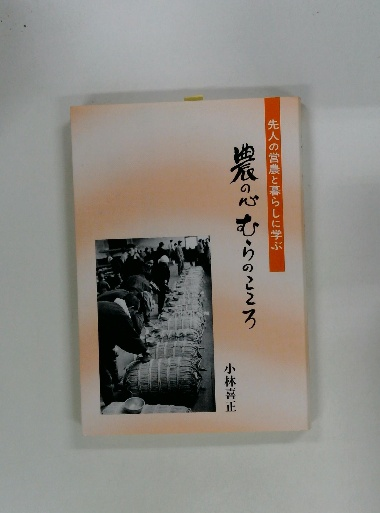 先人の営農と暮らしに学ぶ
農の心 むらのこころ
小林喜正